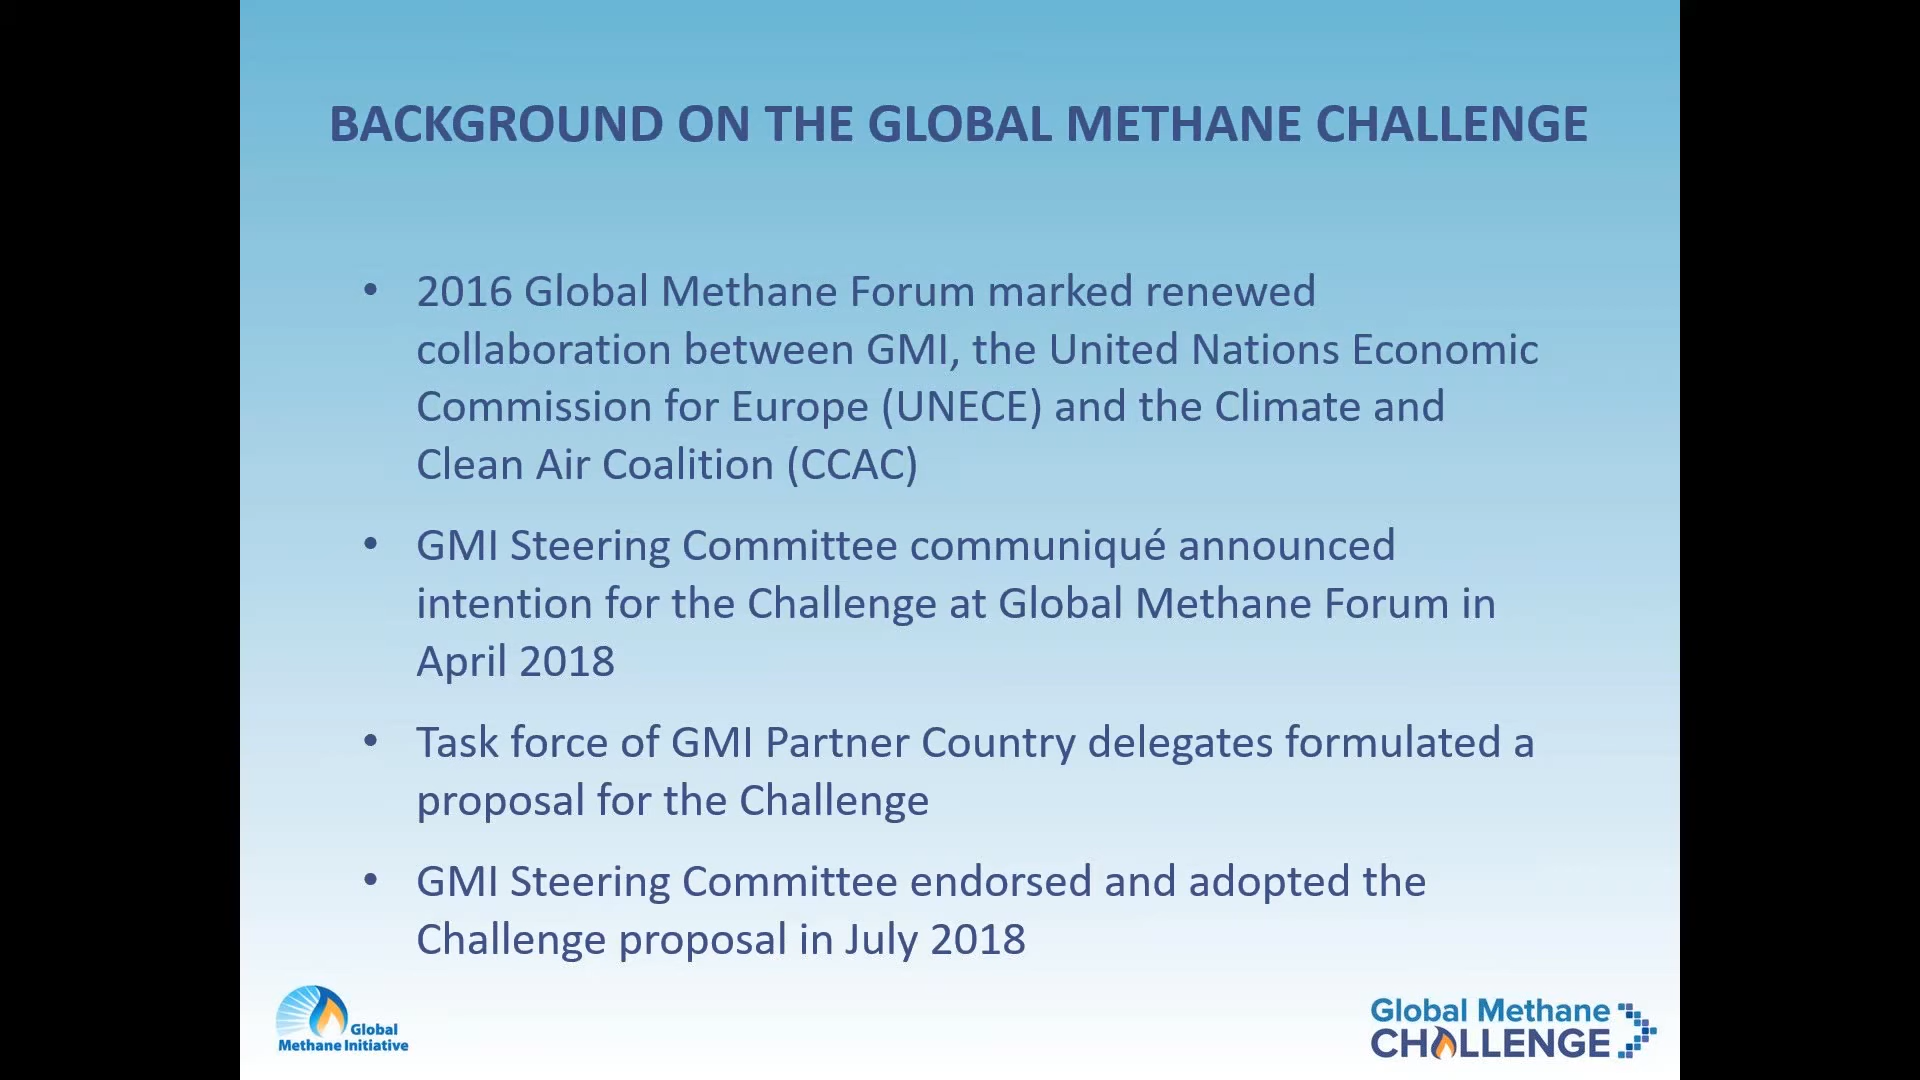 BACKGROUND ON THE GLOBAL METHANE CHALLENGE
• 2016 Global Methane Forum marked renewed
collaboration between GMI, the United Nations Economic
Commission for Europe (UNECE) and the Climate and
Clean Air Coalition (CCAC)
• GMI Steering Committee communiqué announced
intention for the Challenge at Global Methane Forum in
April 2018
• Task force of GMI Partner Country delegates formulated a
proposal for the Challenge
• GMI Steering Committee endorsed and adopted the
Challenge proposal in July 2018
Global
Methane Initiative
Global Methane
CHALLENGE